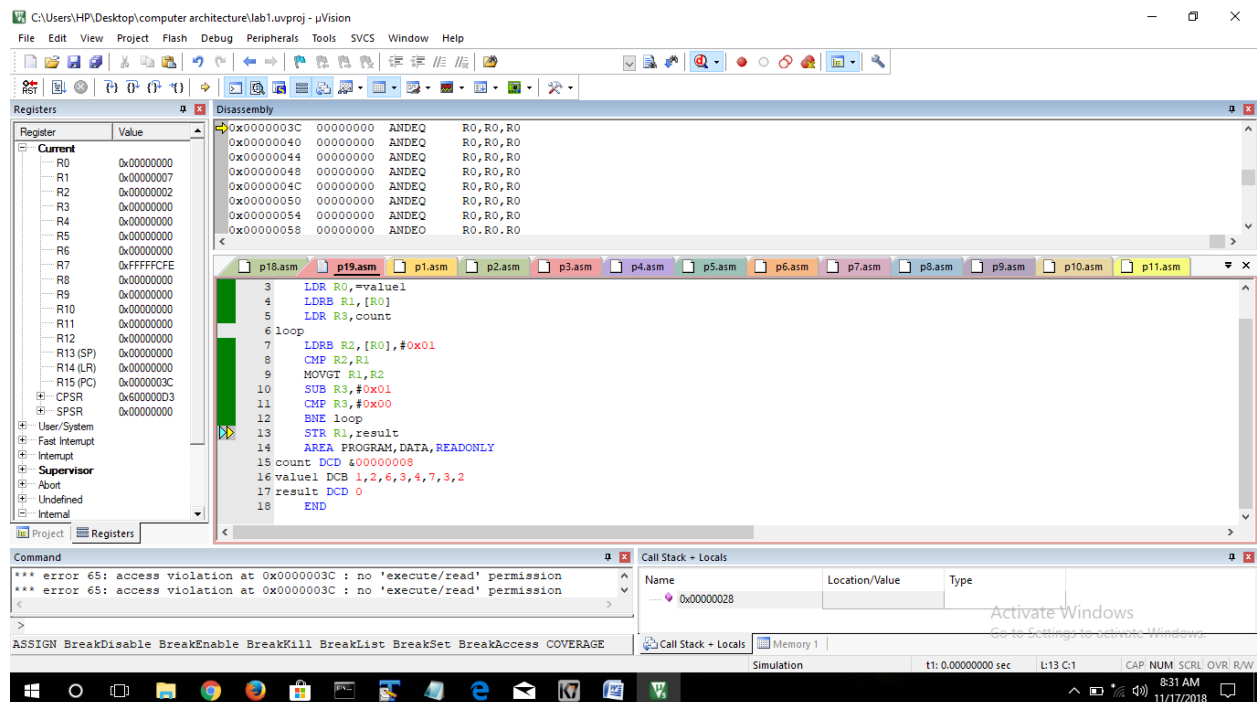 C:\Users\HP\Desktop\computer architecture\lab1.uvproj - µVision
File Edit View Project Flash Debug Peripherals Tools SVCS Window Help
RST
Registers
Register Value
Current
R0 0x00000000
R1 0x00000007
R2 0x00000002
R3 0x00000000
R4 0x00000000
R5 0x00000000
R6 0x00000000
R7 0xFFFFFCFE
R8 0x00000000
R9 0x00000000
R10 0x00000000
R11 0x00000000
R12 0x00000000
R13 (SP) 0x00000000
R14 (LR) 0x00000000
R15 (PC) 0x0000003C
CPSR 0x600000D3
SPSR 0x00000000
User/System
Fast Interrupt
Interrupt
Supervisor
Abort
Undefined
Internal
Project Registers
Disassembly
0x0000003C 00000000 ANDEQ R0,R0,R0
0x00000040 00000000 ANDEQ R0,R0,R0
0x00000044 00000000 ANDEQ R0,R0,R0
0x00000048 00000000 ANDEQ R0,R0,R0
0x0000004C 00000000 ANDEQ R0,R0,R0
0x00000050 00000000 ANDEQ R0,R0,R0
0x00000054 00000000 ANDEQ R0,R0,R0
0x00000058 00000000 ANDEQ R0,R0,R0
p18.asm p19.asm p1.asm p2.asm p3.asm p4.asm p5.asm p6.asm p7.asm p8.asm p9.asm p10.asm p11.asm
3 LDR R0,=value1
4 LDRB R1,[R0]
5 LDR R3,count
6 loop
7 LDRB R2,[R0],#0x01
8 CMP R2,R1
9 MOVGT R1,R2
10 SUB R3,#0x01
11 CMP R3,#0x00
12 BNE loop
13 STR R1,result
14 AREA PROGRAM,DATA,READONLY
15 count DCD &00000008
16 value1 DCB 1,2,6,3,4,7,3,2
17 result DCD 0
18 END
Command
*** error 65: access violation at 0x0000003C : no 'execute/read' permission
*** error 65: access violation at 0x0000003C : no 'execute/read' permission
>
ASSIGN BreakDisable BreakEnable BreakKill BreakList BreakSet BreakAccess COVERAGE
Call Stack + Locals
Name Location/Value Type
0x00000028
Activate Windows
Go to Settings to activate Windows.
Call Stack + Locals Memory 1
Simulation t1: 0.00000000 sec L:13 C:1 CAP NUM SCRL OVR R/W
8:31 AM
11/17/2018